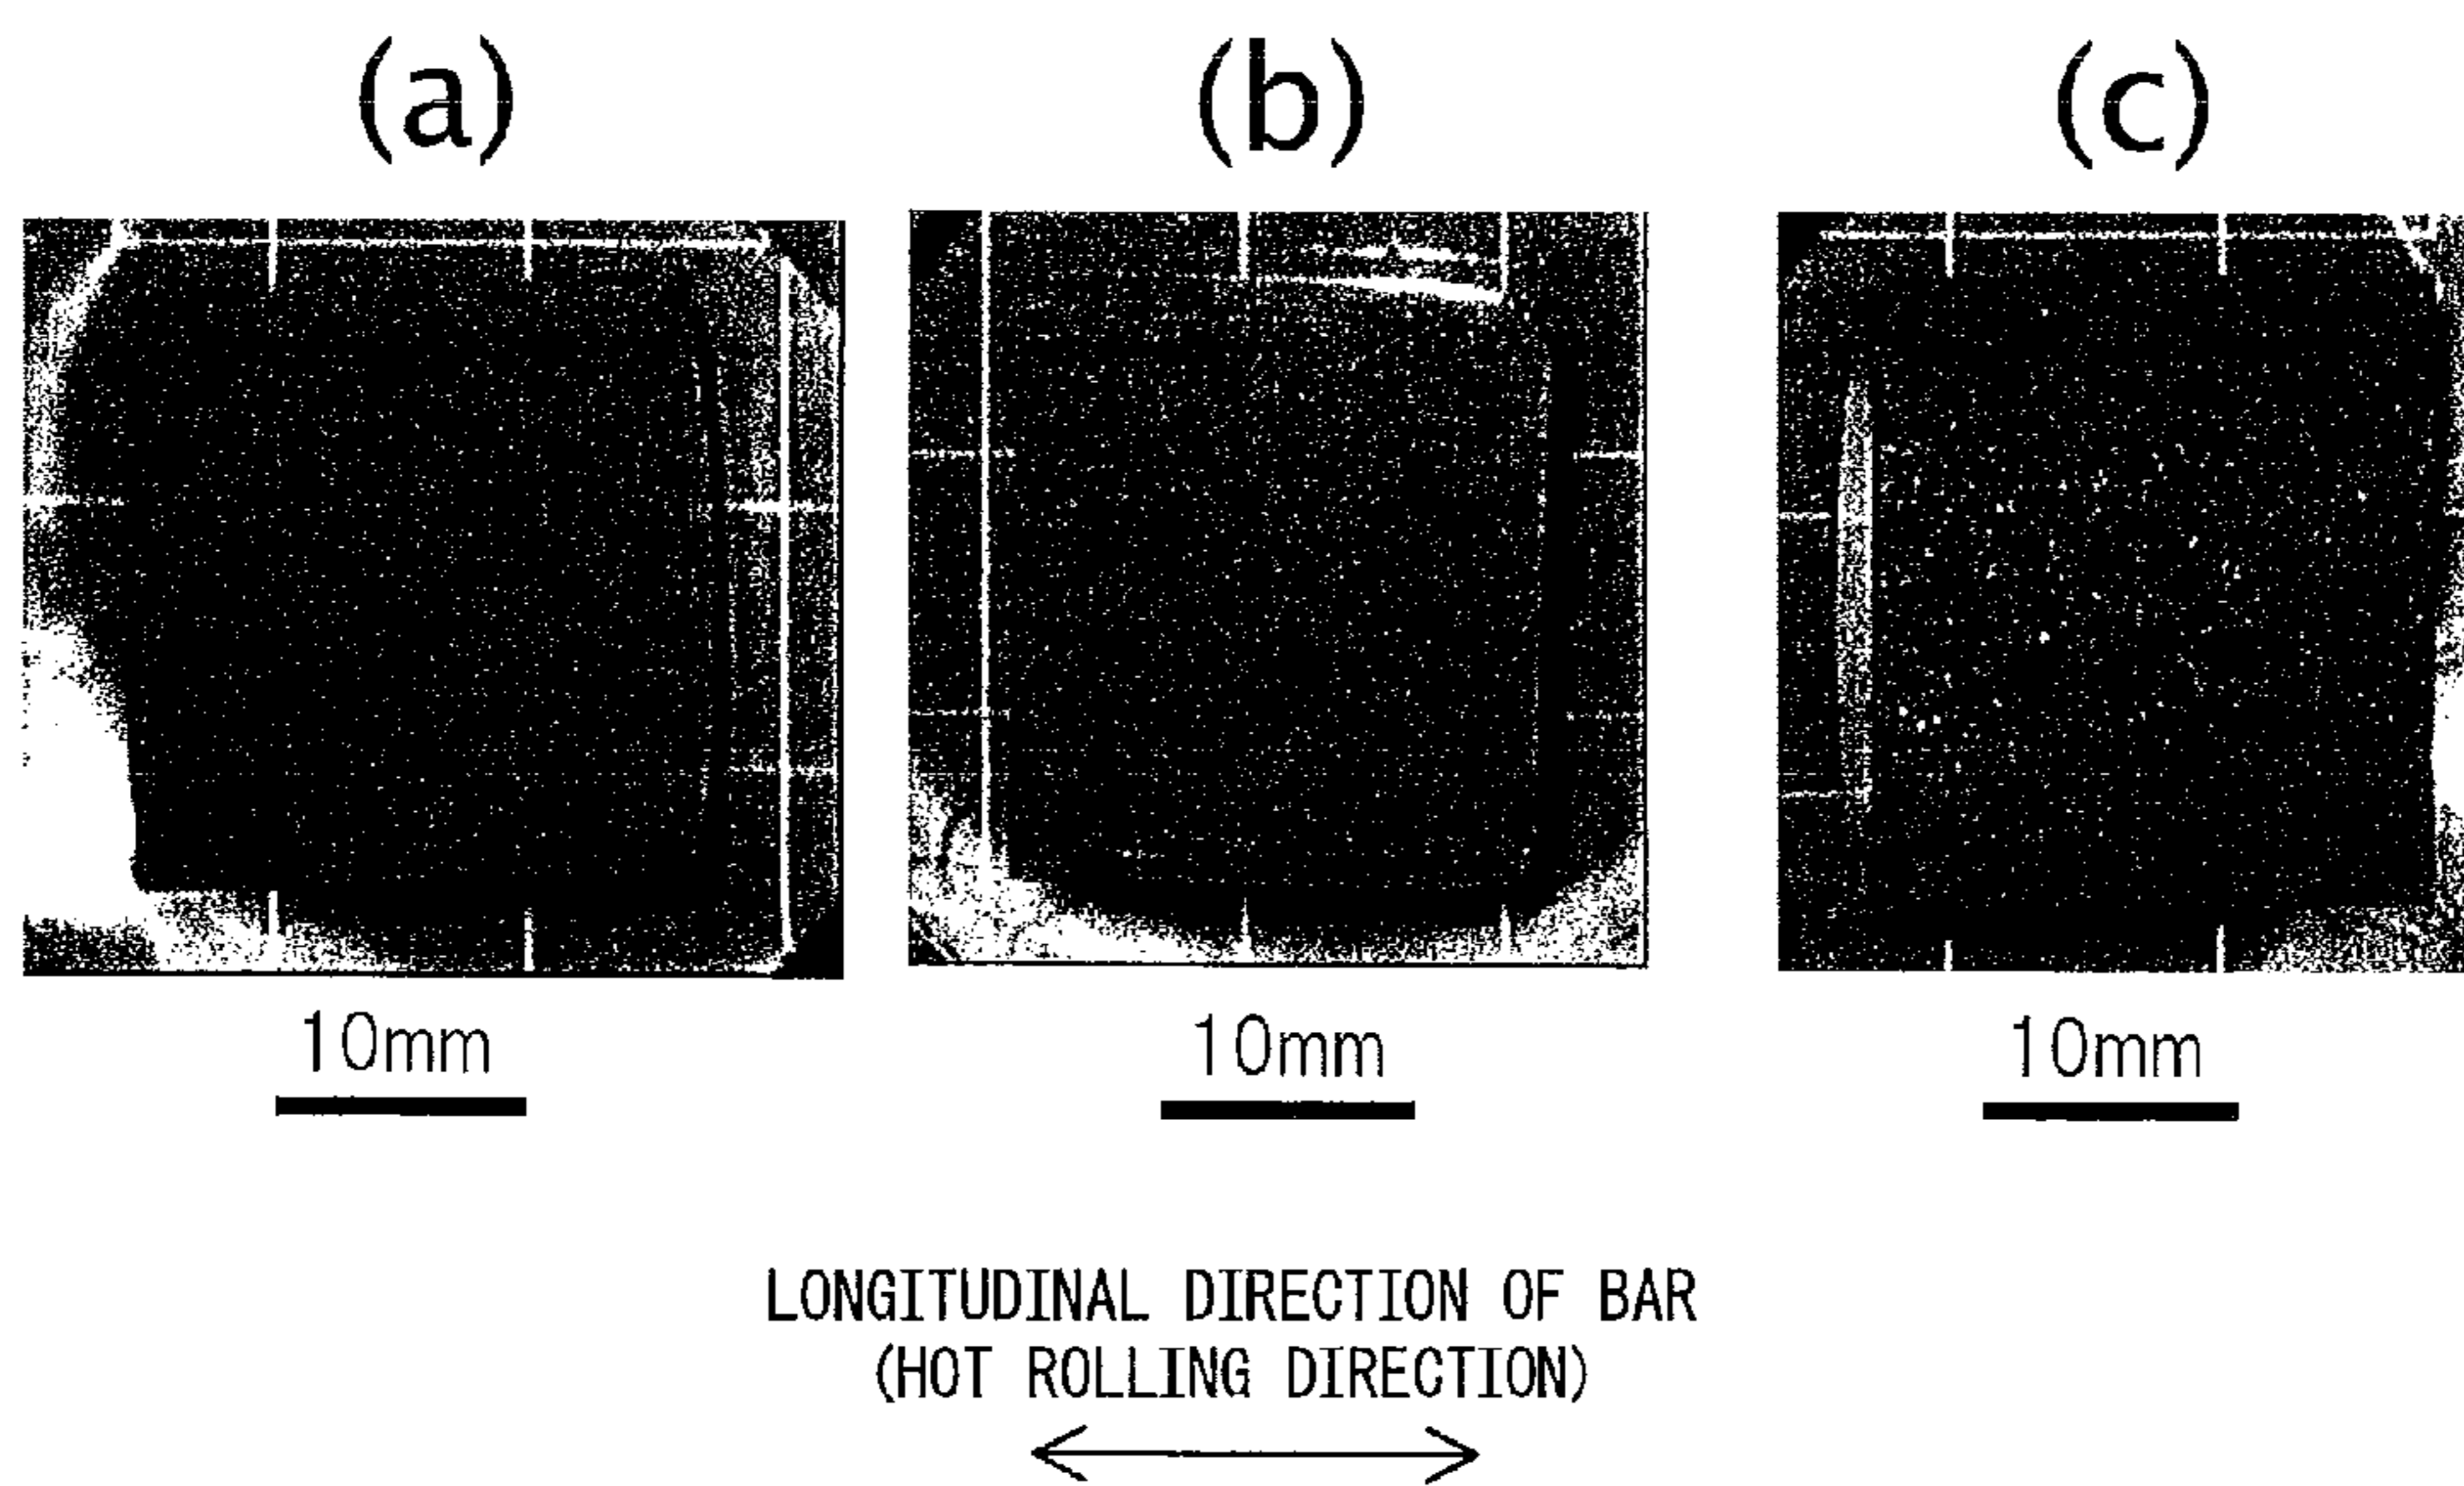 (a) (b) (c)
10mm 10mm 10mm
LONGITUDINAL DIRECTION OF BAR
(HOT ROLLING DIRECTION)